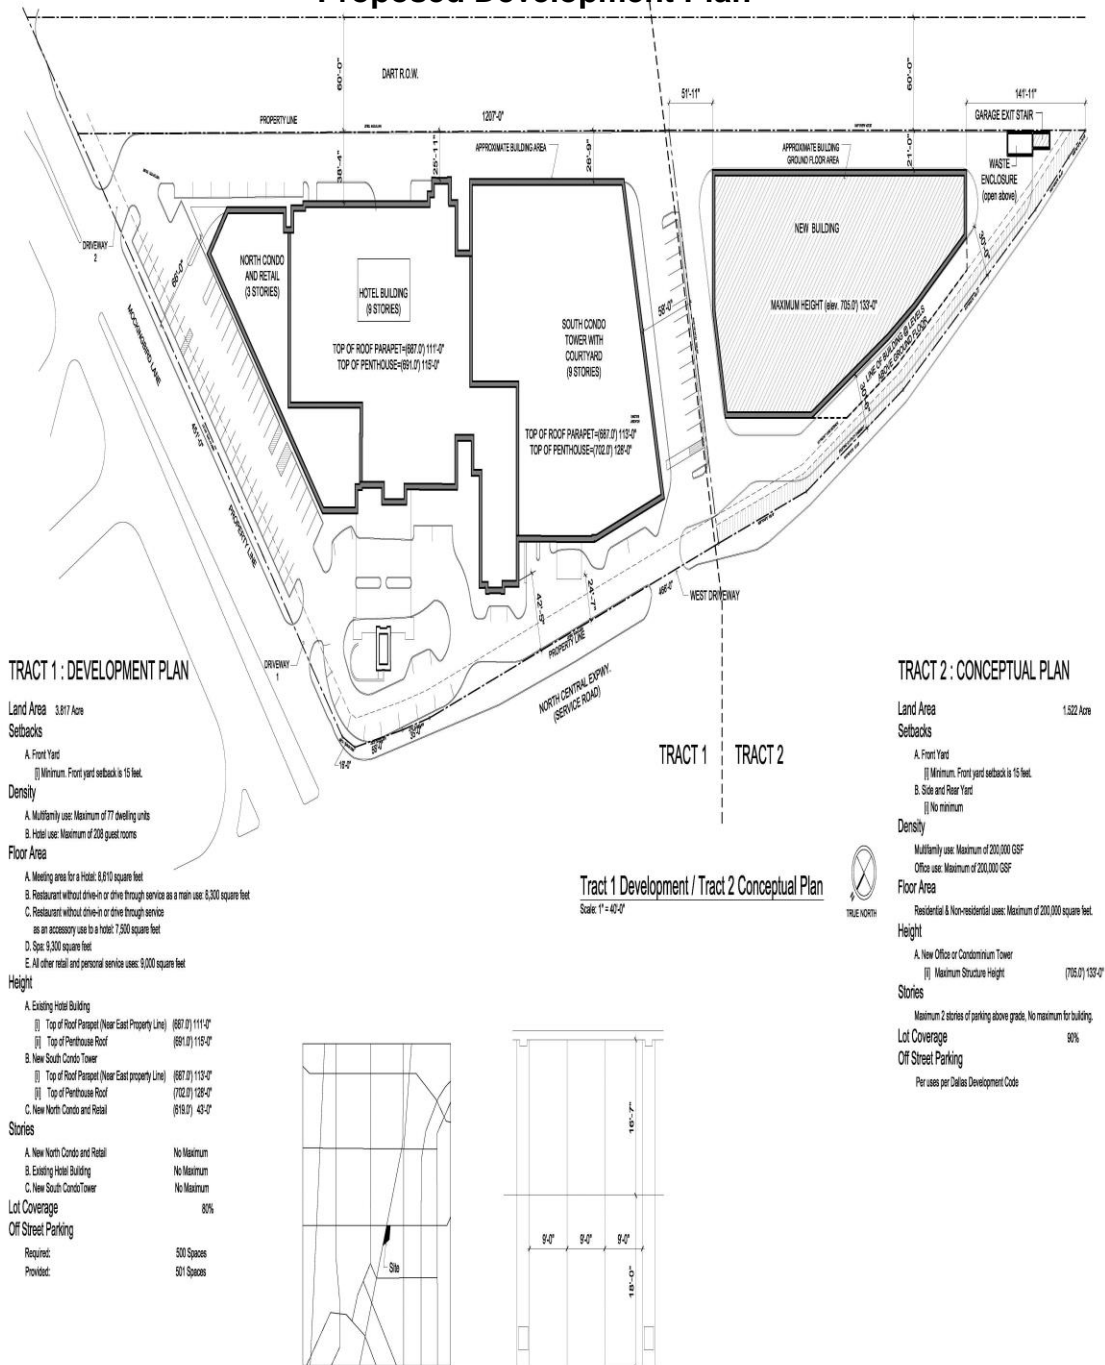 Proposed Development Plan
60'-0"
DART R.O.W.
60'-0"
51'-11"
141'-11"
PROPERTY LINE
1207'-0"
GARAGE EXIT STAIR
38'-4"
25'-11"
APPROXIMATE BUILDING AREA
26'-9"
APPROXIMATE BUILDING
GROUND FLOOR AREA
21'-0"
WASTE
ENCLOSURE
(open above)
DRIVEWAY
2
66'-0"
NORTH CONDO
AND RETAIL
(3 STORIES)
HOTEL BUILDING
(9 STORIES)
TOP OF ROOF PARAPET=(687.0') 111'-0"
TOP OF PENTHOUSE=(691.0') 115'-0"
SOUTH CONDO
TOWER WITH
COURTYARD
(9 STORIES)
TOP OF ROOF PARAPET=(687.0') 113'-0"
TOP OF PENTHOUSE=(702.0') 128'-0"
58'-0"
NEW BUILDING
MAXIMUM HEIGHT (elev. 705.0') 133'-0"
30'-0"
LINE OF BUILDING @ LEVELS
ABOVE GROUND FLOOR
30'-6"
MOCKINGBIRD LANE
PROPERTY LINE
DRIVEWAY
1
42'-5"
24'-7"
WEST DRIVEWAY
PROPERTY LINE
NORTH CENTRAL EXPWY.
(SERVICE ROAD)
TRACT 1
TRACT 2
TRACT 1 : DEVELOPMENT PLAN
Land Area 3.817 Acre
Setbacks
A. Front Yard
[i] Minimum. Front yard setback is 15 feet.
Density
A. Multifamily use: Maximum of 77 dwelling units
B. Hotel use: Maximum of 208 guest rooms
Floor Area
A. Meeting area for a Hotel: 8,610 square feet
B. Restaurant without drive-in or drive through service as a main use: 8,300 square feet
C. Restaurant without drive-in or drive through service
as an accessory use to a hotel: 7,500 square feet
D. Spa: 9,300 square feet
E. All other retail and personal service uses: 9,000 square feet
Height
A. Existing Hotel Building
[i] Top of Roof Parapet (Near East Property Line) (687.0') 111'-0"
[ii] Top of Penthouse Roof (691.0') 115'-0"
B. New South Condo Tower
[i] Top of Roof Parapet (Near East property Line) (687.0') 113'-0"
[ii] Top of Penthouse Roof (702.0') 128'-0"
C. New North Condo and Retail (619.0') 43'-0"
Stories
A. New North Condo and Retail No Maximum
B. Existing Hotel Building No Maximum
C. New South CondoTower No Maximum
Lot Coverage 80%
Off Street Parking
Required: 500 Spaces
Provided: 501 Spaces
Tract 1 Development / Tract 2 Conceptual Plan
Scale: 1" = 40'-0"
TRUE NORTH
TRACT 2 : CONCEPTUAL PLAN
Land Area 1.522 Acre
Setbacks
A. Front Yard
[i] Minimum. Front yard setback is 15 feet.
B. Side and Rear Yard
[i] No minimum
Density
Multifamily use: Maximum of 200,000 GSF
Office use: Maximum of 200,000 GSF
Floor Area
Residential & Non-residential uses: Maximum of 200,000 square feet.
Height
A. New Office or Condominium Tower
[ii] Maximum Structure Height (705.0') 133'-0"
Stories
Maximum 2 stories of parking above grade, No maximum for building.
Lot Coverage 90%
Off Street Parking
Per uses per Dallas Development Code
Site
16'-7"
9'-0" 9'-0" 9'-0"
18'-0"